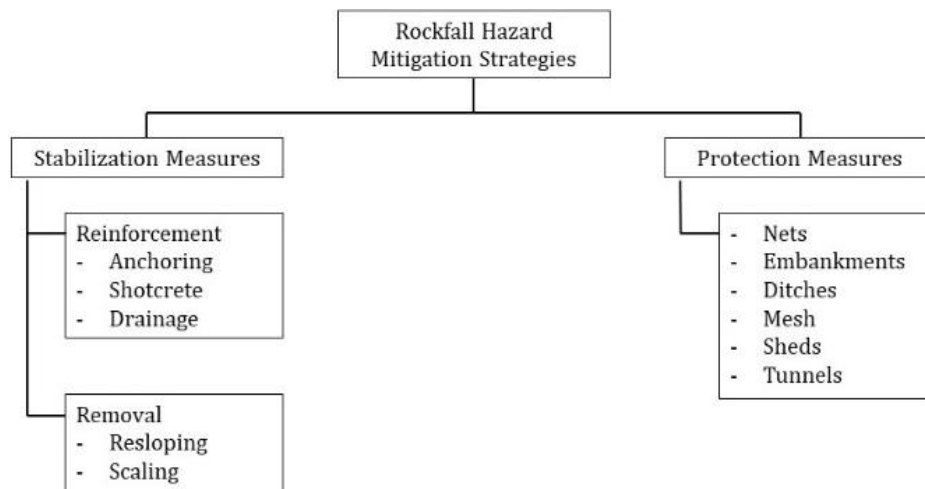 Rockfall Hazard
Mitigation Strategies
Stabilization Measures
Reinforcement
- Anchoring
- Shotcrete
- Drainage
Removal
- Resloping
- Scaling
Protection Measures
- Nets
- Embankments
- Ditches
- Mesh
- Sheds
- Tunnels